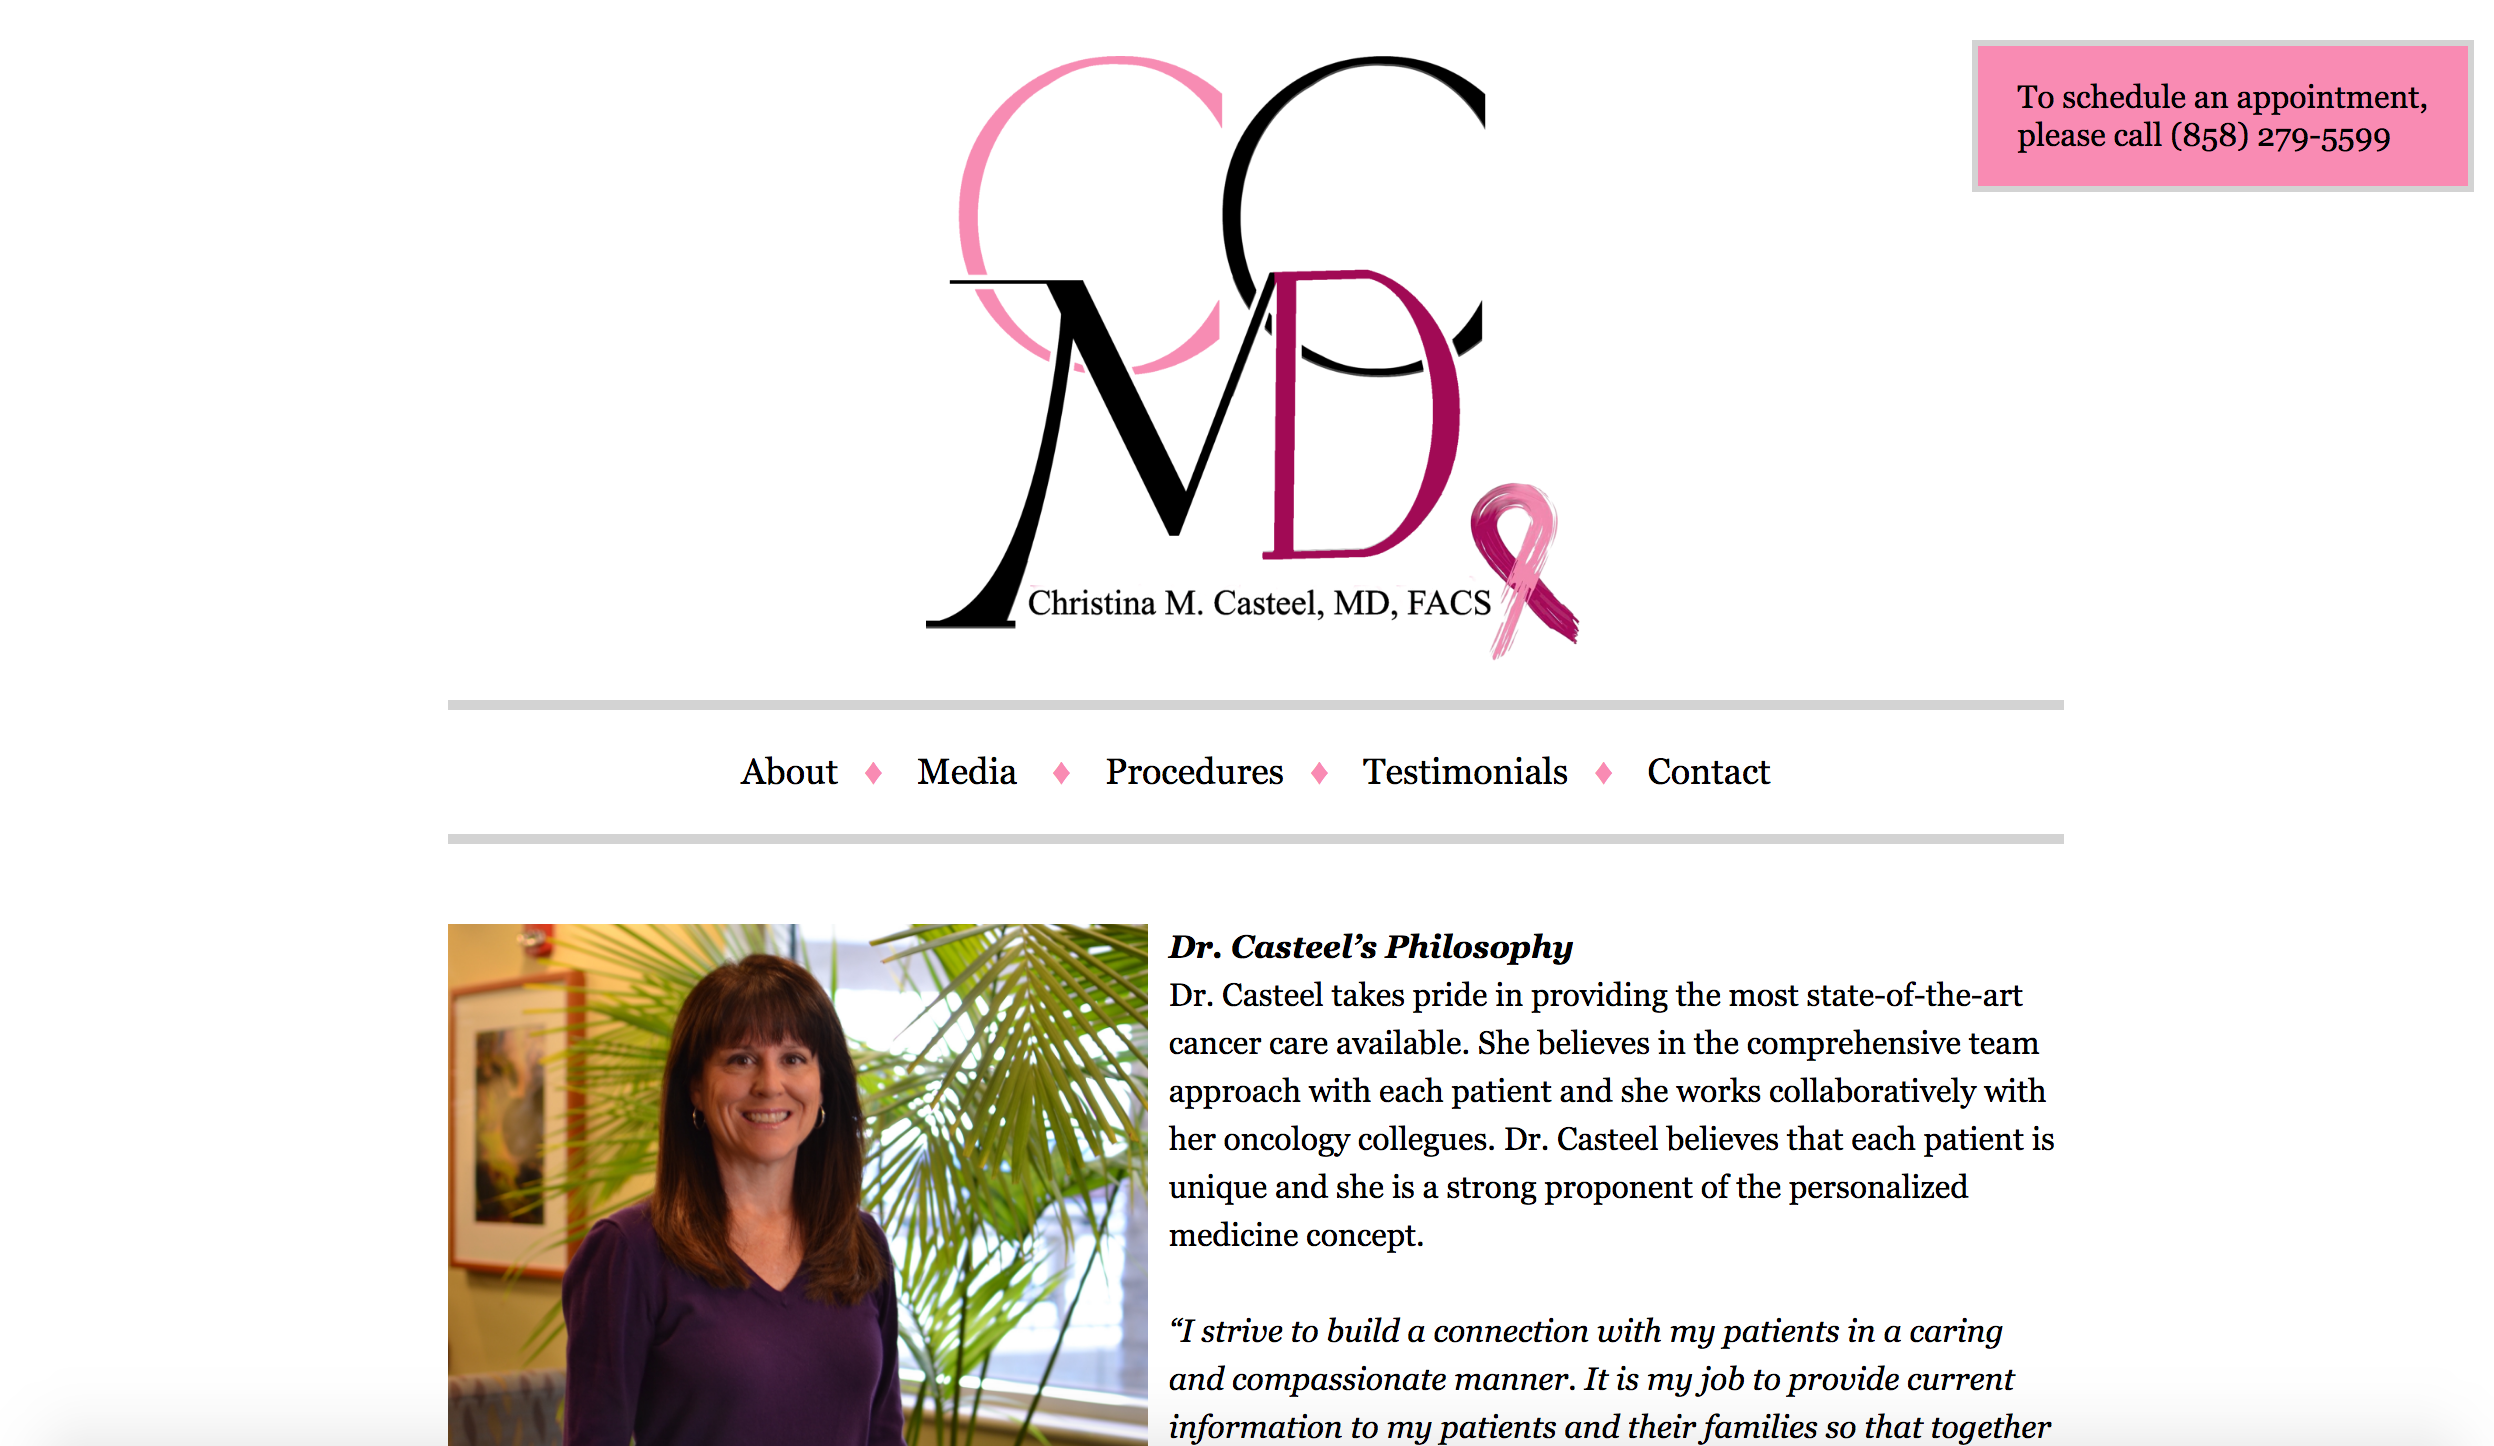 To schedule an appointment,
please call (858) 279-5599
CC
MD
Christina M. Casteel, MD, FACS
About ♦ Media ♦ Procedures ♦ Testimonials ♦ Contact
Dr. Casteel’s Philosophy
Dr. Casteel takes pride in providing the most state-of-the-art
cancer care available. She believes in the comprehensive team
approach with each patient and she works collaboratively with
her oncology collegues. Dr. Casteel believes that each patient is
unique and she is a strong proponent of the personalized
medicine concept.
“I strive to build a connection with my patients in a caring
and compassionate manner. It is my job to provide current
information to my patients and their families so that together